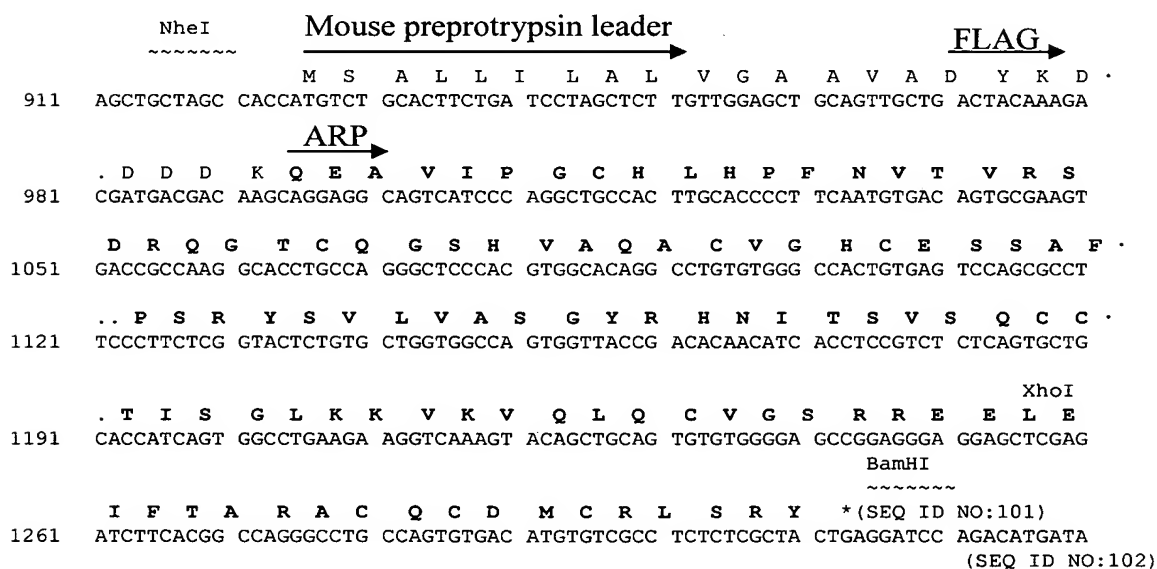 NheI
Mouse preprotrypsin leader
FLAG
~~~~~~~
M S A L L I L A L V G A A V A D Y K D ·
911 AGCTGCTAGC CACCATGTCT GCACTTCTGA TCCTAGCTCT TGTTGGAGCT GCAGTTGCTG ACTACAAAGA
ARP
. D D D K Q E A V I P G C H L H P F N V T V R S
981 CGATGACGAC AAGCAGGAGG CAGTCATCCC AGGCTGCCAC TTGCACCCCT TCAATGTGAC AGTGCGAAGT
D R Q G T C Q G S H V A Q A C V G H C E S S A F ·
1051 GACCGCCAAG GCACCTGCCA GGGCTCCCAC GTGGCACAGG CCTGTGTGGG CCACTGTGAG TCCAGCGCCT
.. P S R Y S V L V A S G Y R H N I T S V S Q C C ·
1121 TCCCTTCTCG GTACTCTGTG CTGGTGGCCA GTGGTTACCG ACACAACATC ACCTCCGTCT CTCAGTGCTG
XhoI
. T I S G L K K V K V Q L Q C V G S R R E E L E
1191 CACCATCAGT GGCCTGAAGA AGGTCAAAGT ACAGCTGCAG TGTGTGGGGA GCCGGAGGGA GGAGCTCGAG
BamHI
~~~~~~~
I F T A R A C Q C D M C R L S R Y *(SEQ ID NO:101)
1261 ATCTTCACGG CCAGGGCCTG CCAGTGTGAC ATGTGTCGCC TCTCTCGCTA CTGAGGATCC AGACATGATA
(SEQ ID NO:102)